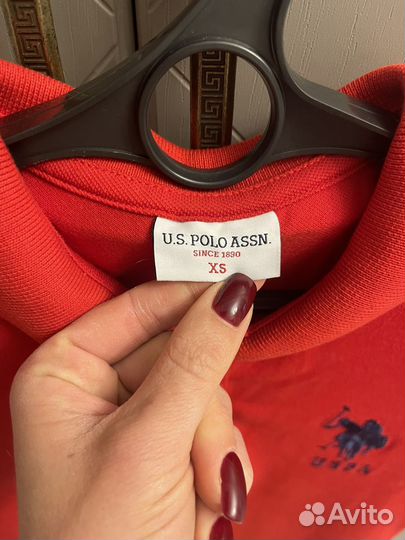 U.S. POLO ASSN.
SINCE 1890
XS
USPA
Avito